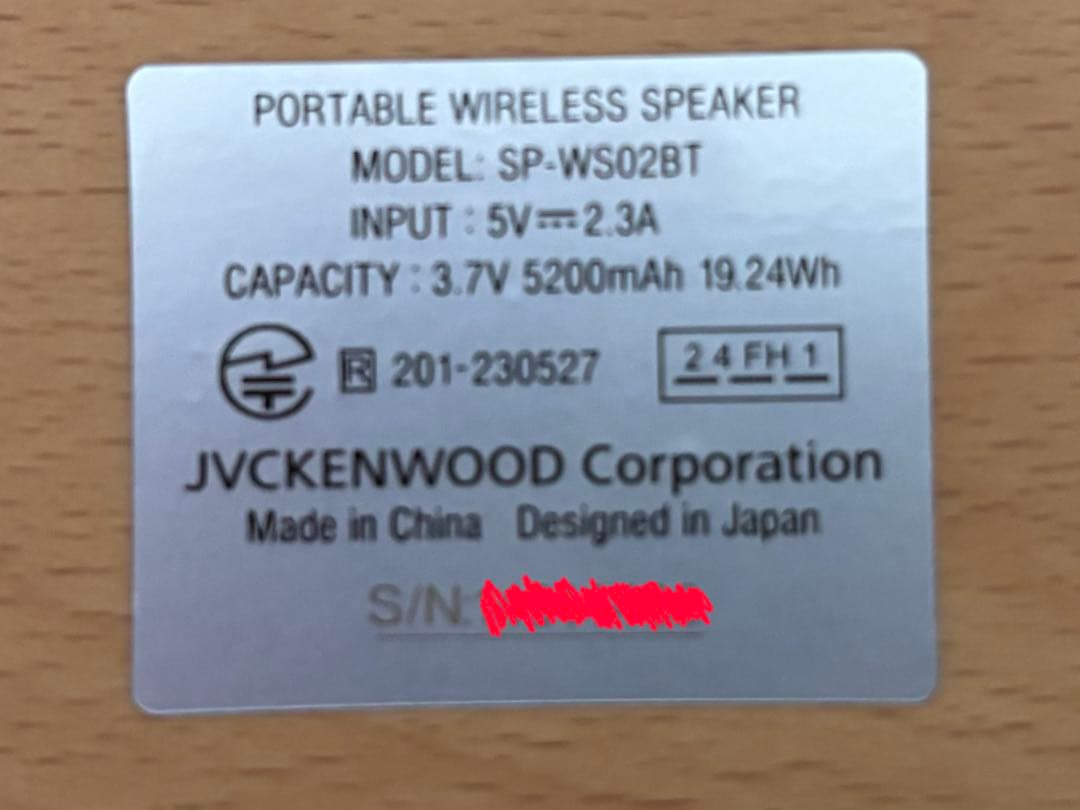 PORTABLE WIRELESS SPEAKER
MODEL: SP-WS02BT
INPUT : 5V⎓2.3A
CAPACITY : 3.7V 5200mAh 19.24Wh
R 201-230527 2.4 FH 1
JVCKENWOOD Corporation
Made in China Designed in Japan
S/N: